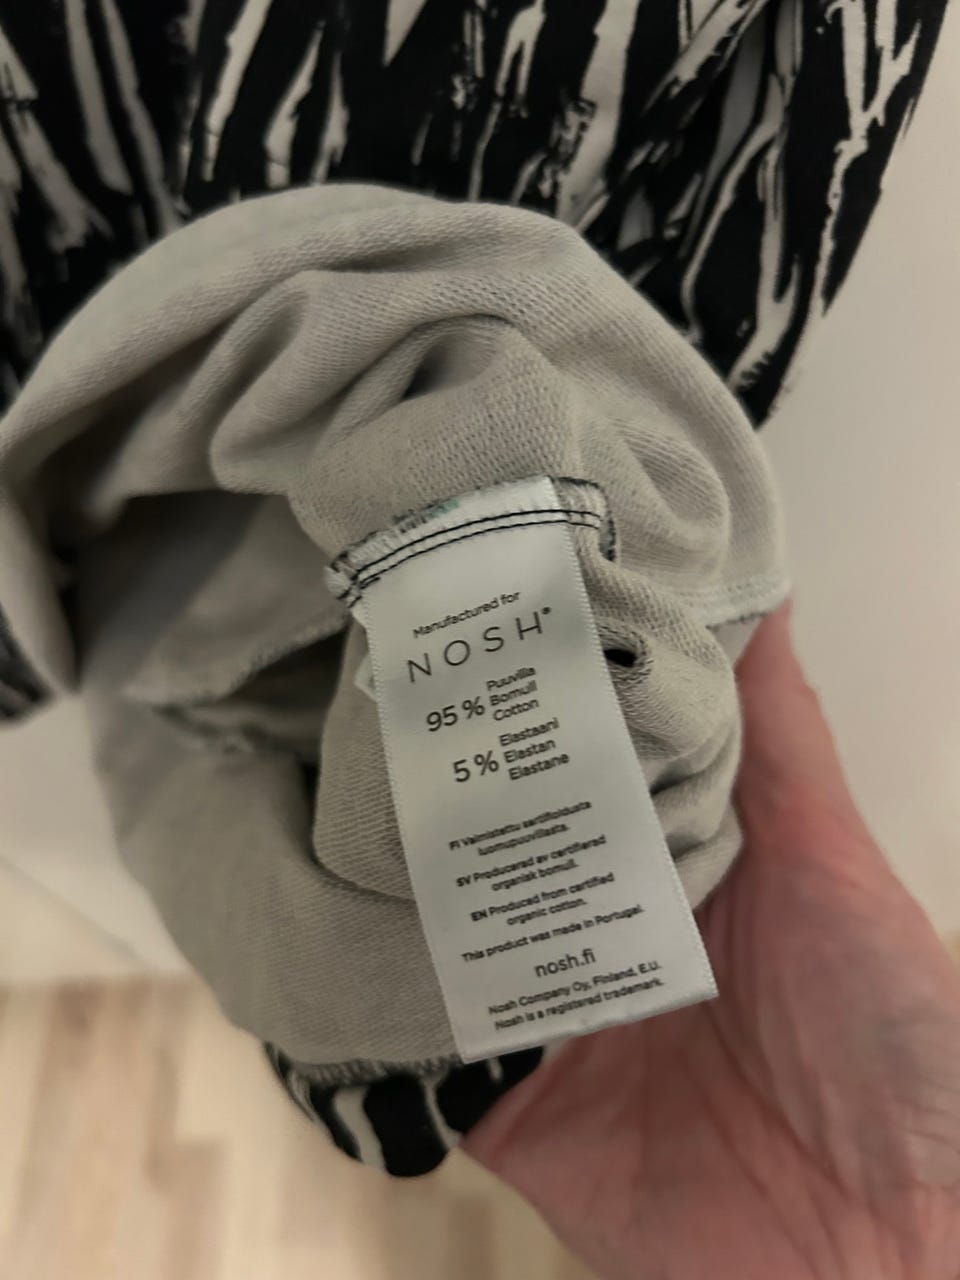 Manufactured for
NOSH®
95%
Puuvilla
Bomull
Cotton
5%
Elastaani
Elastan
Elastane
FI Valmistettu sertifioidusta
luomupuuvillasta.
SV Producerad av certifierad
organisk bomull.
EN Produced from certified
organic cotton.
This product was made in Portugal.
nosh.fi
Nosh Company Oy, Finland, E.U.
Nosh is a registered trademark.